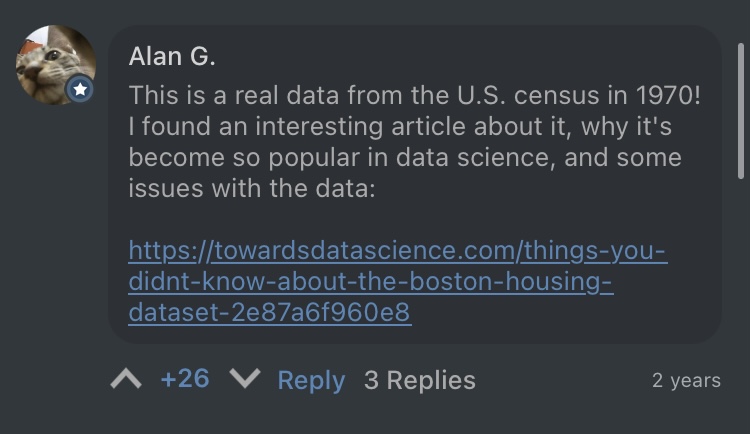 Alan G.
This is a real data from the U.S. census in 1970!
I found an interesting article about it, why it's
become so popular in data science, and some
issues with the data:
https://towardsdatascience.com/things-you-
didnt-know-about-the-boston-housing-
dataset-2e87a6f960e8
+26 Reply 3 Replies 2 years